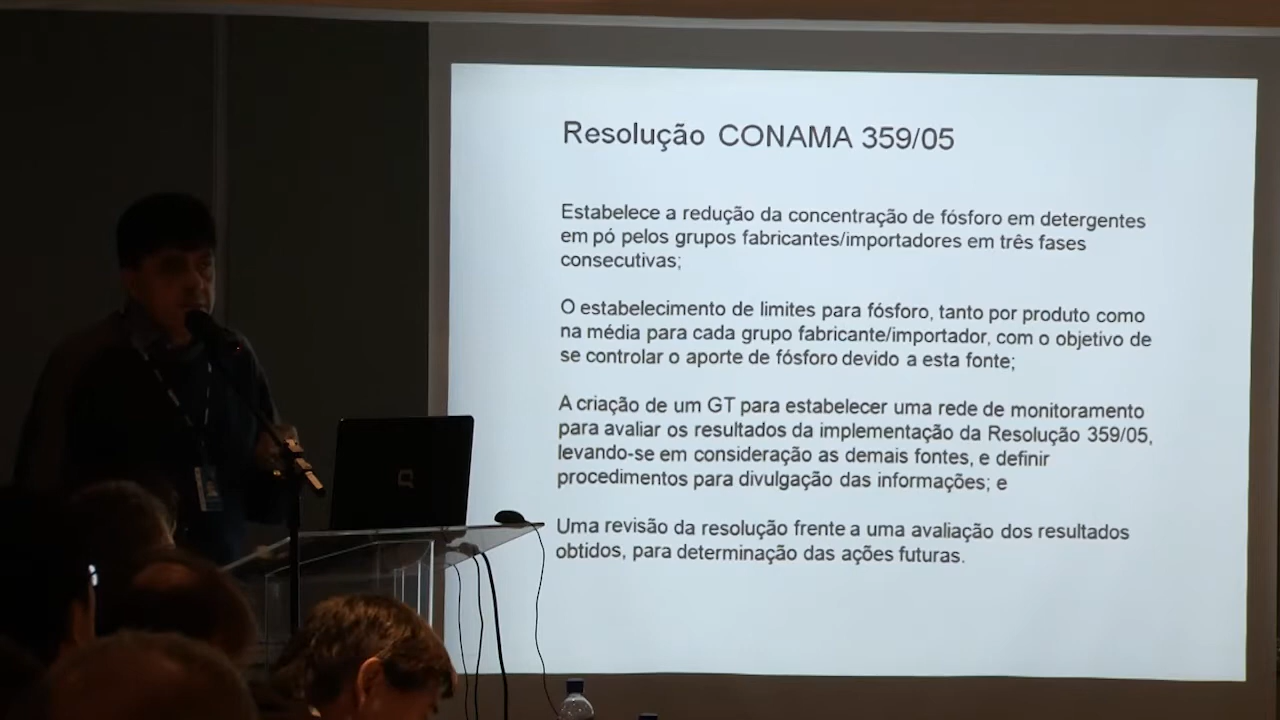 Resolução CONAMA 359/05
Estabelece a redução da concentração de fósforo em detergentes
em pó pelos grupos fabricantes/importadores em três fases
consecutivas;
O estabelecimento de limites para fósforo, tanto por produto como
na média para cada grupo fabricante/importador, com o objetivo de
se controlar o aporte de fósforo devido a esta fonte;
A criação de um GT para estabelecer uma rede de monitoramento
para avaliar os resultados da implementação da Resolução 359/05,
levando-se em consideração as demais fontes, e definir
procedimentos para divulgação das informações; e
Uma revisão da resolução frente a uma avaliação dos resultados
obtidos, para determinação das ações futuras.